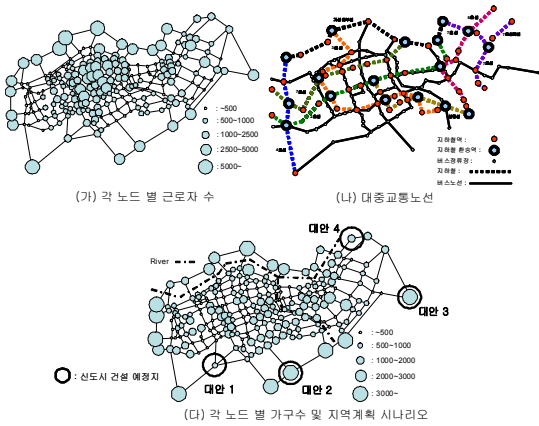 : ~500
: 500~1000
: 1000~2500
: 2500~5000
: 5000~
(가) 각 노드 별 근로자 수
지하철역 :
지하철 환승역 :
버스정류장 :
지하철 :
버스노선 :
(나) 대중교통노선
River
대안 4
대안 3
대안 1
대안 2
: 신도시 건설 예정지
: ~500
: 500~1000
: 1000~2000
: 2000~3000
: 3000~
(다) 각 노드 별 가구수 및 지역계획 시나리오